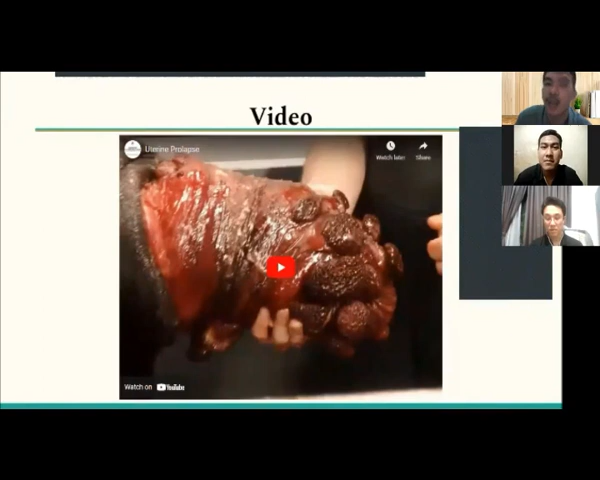 Video
Uterine Prolapse
Watch later
Share
Watch on YouTube